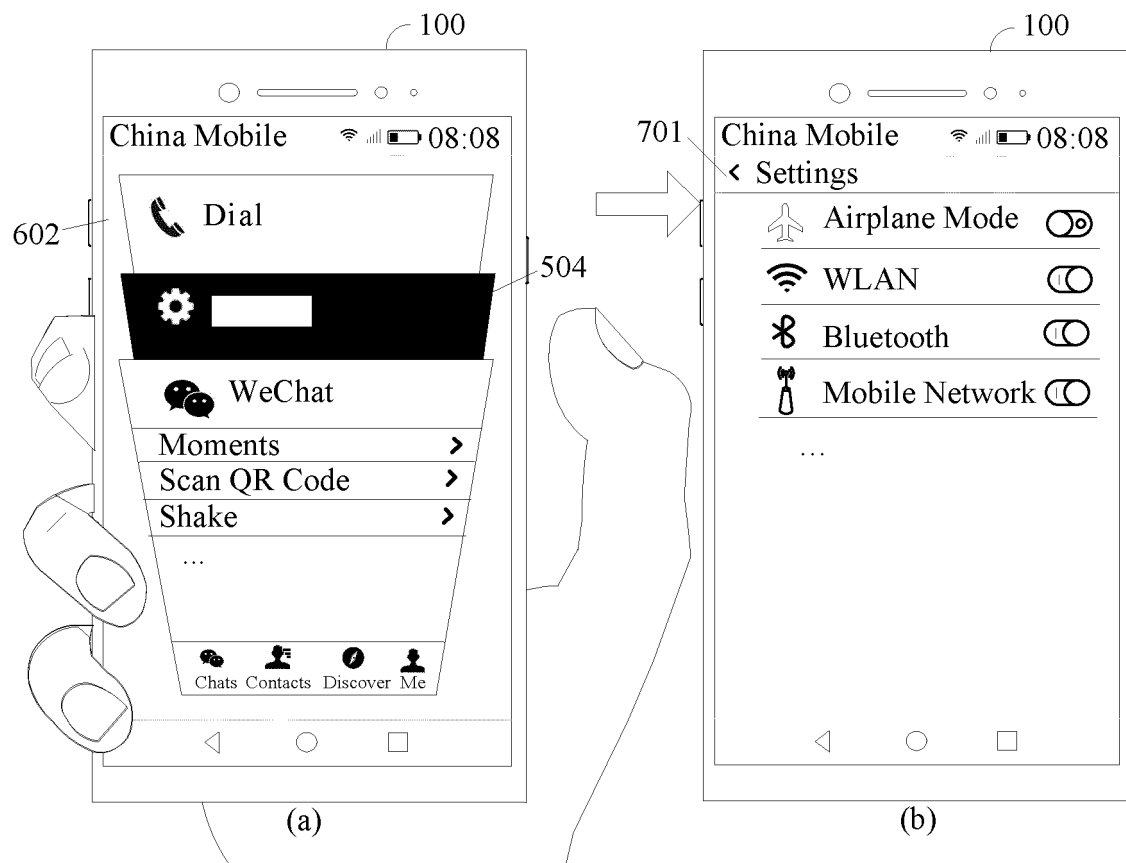 100
China Mobile 08:08
602
Dial
504
WeChat
Moments
Scan QR Code
Shake
...
Chats Contacts Discover Me
(a)
100
701
China Mobile 08:08
Settings
Airplane Mode
WLAN
Bluetooth
Mobile Network
...
(b)